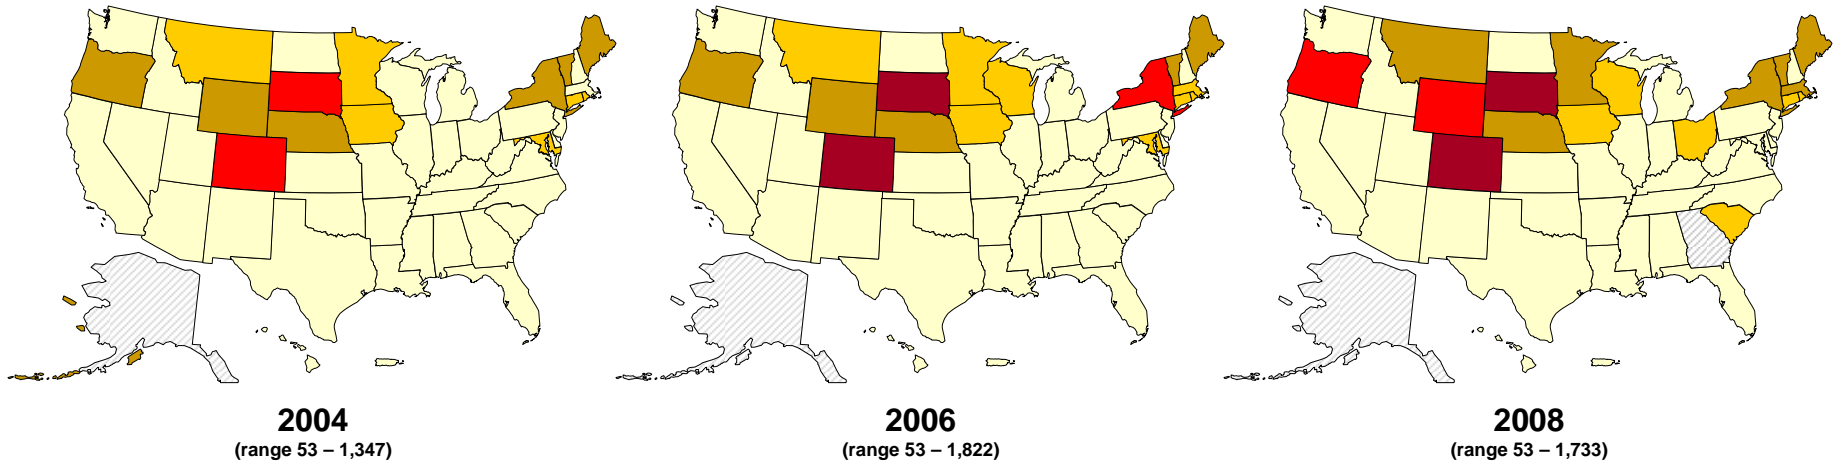 2004
(range 53 – 1,347)
2006
(range 53 – 1,822)
2008
(range 53 – 1,733)